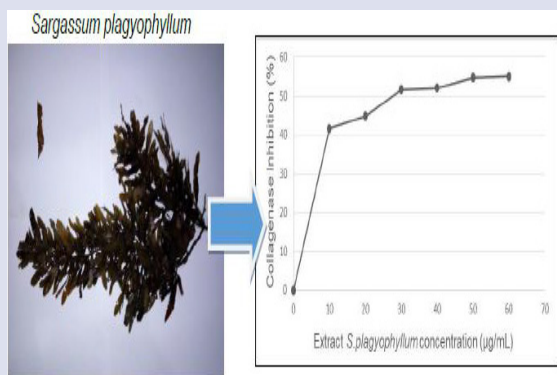 Sargassum plagyophyllum
Collagenase Inhibition (%)
60
50
40
30
20
10
0
0 10 20 30 40 50 60 70
Extract S.plagyophyllum concentration (µg/mL)